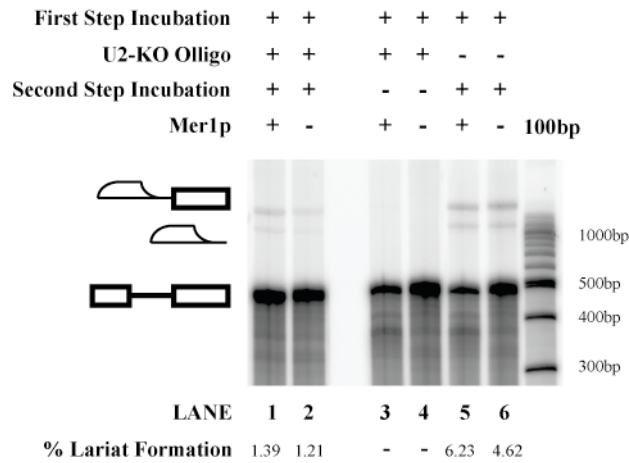 First Step Incubation + + + + + +
U2-KO Olligo + + + + - -
Second Step Incubation + + - - + +
Mer1p + - + - + - 100bp
1000bp
500bp
400bp
300bp
LANE 1 2 3 4 5 6
% Lariat Formation 1.39 1.21 - - 6.23 4.62